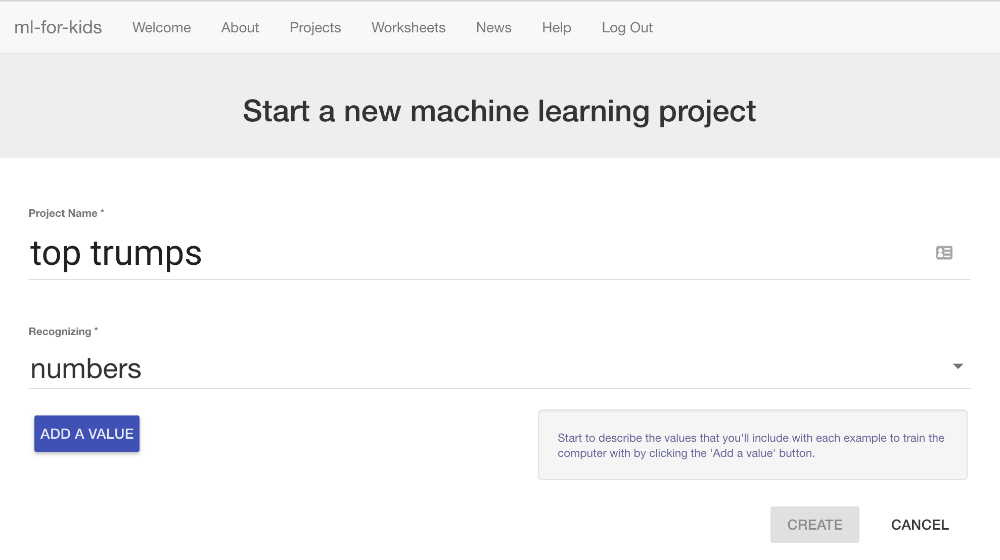 ml-for-kids Welcome About Projects Worksheets News Help Log Out
Start a new machine learning project
Project Name *
top trumps
Recognizing *
numbers
ADD A VALUE
Start to describe the values that you'll include with each example to train the
computer with by clicking the 'Add a value' button.
CREATE CANCEL